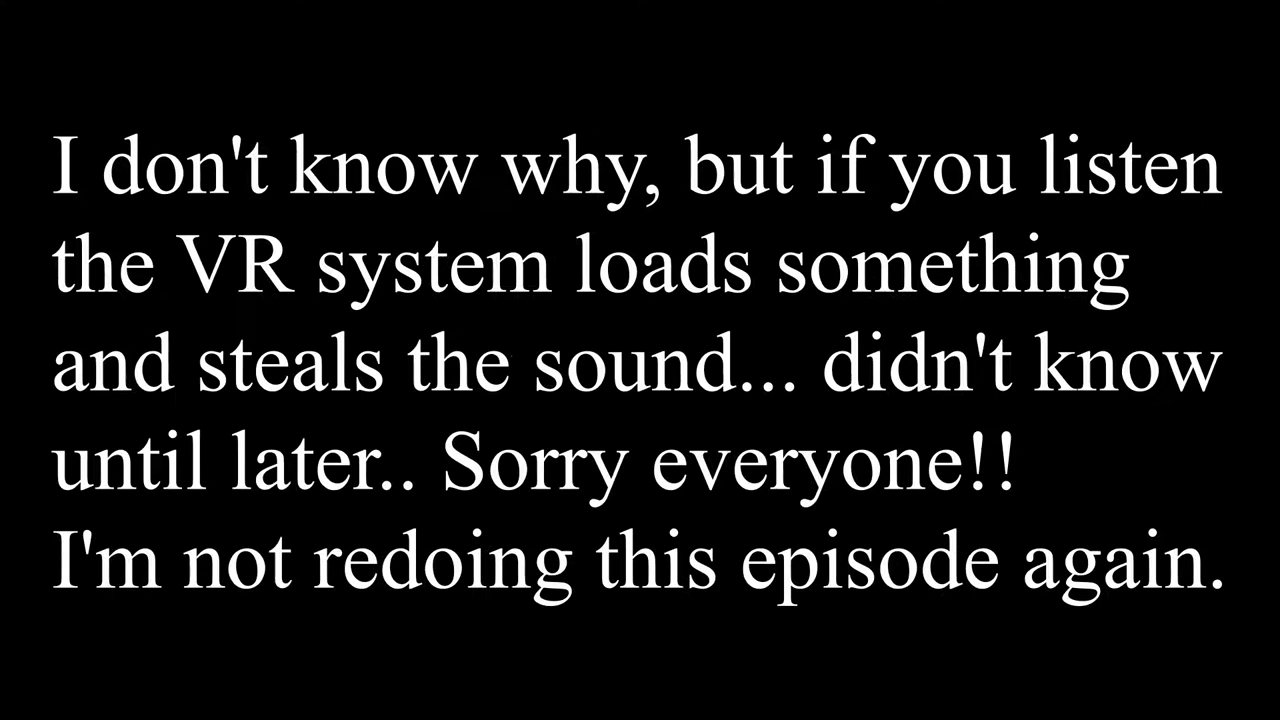 I don't know why, but if you listen
the VR system loads something
and steals the sound... didn't know
until later.. Sorry everyone!!
I'm not redoing this episode again.